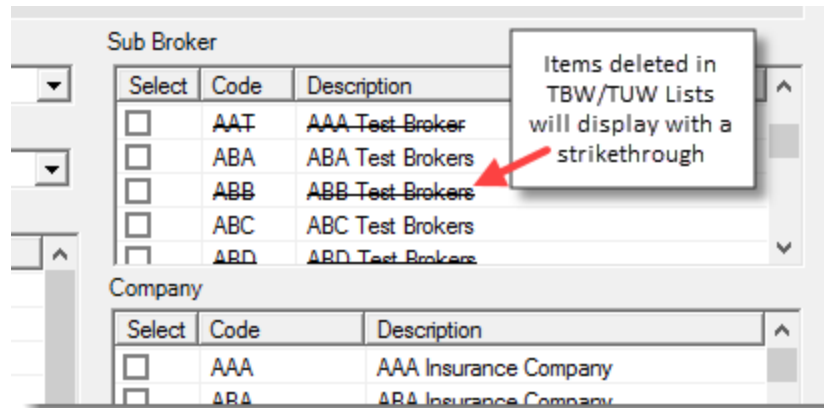 Sub Broker
Select Code Description
AAT AAA Test Broker
ABA ABA Test Brokers
ABB ABB Test Brokers
ABC ABC Test Brokers
ABD ABD Test Brokers
Items deleted in
TBW/TUW Lists
will display with a
strikethrough
Company
Select Code Description
AAA AAA Insurance Company
ABA ABA Insurance Company